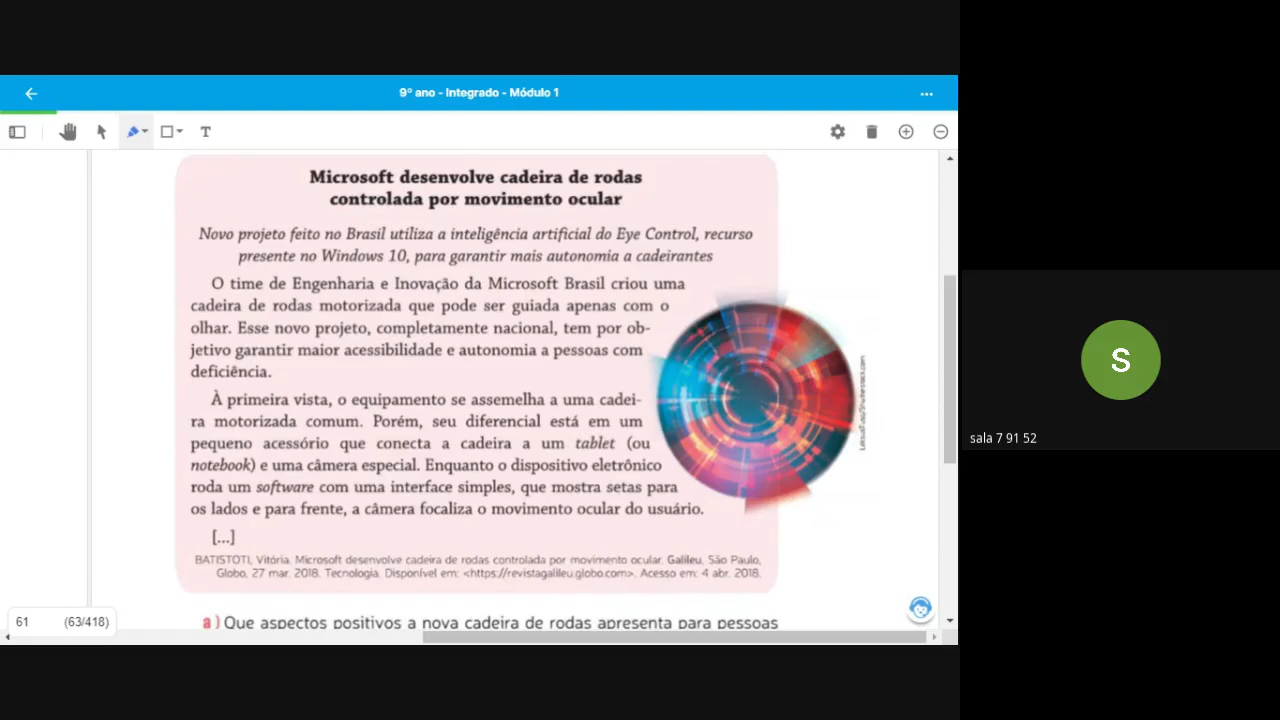 9º ano - Integrado - Módulo 1
T
Microsoft desenvolve cadeira de rodas
controlada por movimento ocular
Novo projeto feito no Brasil utiliza a inteligência artificial do Eye Control, recurso
presente no Windows 10, para garantir mais autonomia a cadeirantes
O time de Engenharia e Inovação da Microsoft Brasil criou uma
cadeira de rodas motorizada que pode ser guiada apenas com o
olhar. Esse novo projeto, completamente nacional, tem por ob-
jetivo garantir maior acessibilidade e autonomia a pessoas com
deficiência.
À primeira vista, o equipamento se assemelha a uma cadei-
ra motorizada comum. Porém, seu diferencial está em um
pequeno acessório que conecta a cadeira a um tablet (ou
notebook) e uma câmera especial. Enquanto o dispositivo eletrônico
roda um software com uma interface simples, que mostra setas para
os lados e para frente, a câmera focaliza o movimento ocular do usuário.
[...]
BATISTOTI, Vitória. Microsoft desenvolve cadeira de rodas controlada por movimento ocular. Galileu, São Paulo,
Globo, 27 mar. 2018. Tecnologia. Disponível em: <https://revistagalileu.globo.com>. Acesso em: 4 abr. 2018.
a) Que aspectos positivos a nova cadeira de rodas apresenta para pessoas
61 (63/418)
S
sala 7 91 52